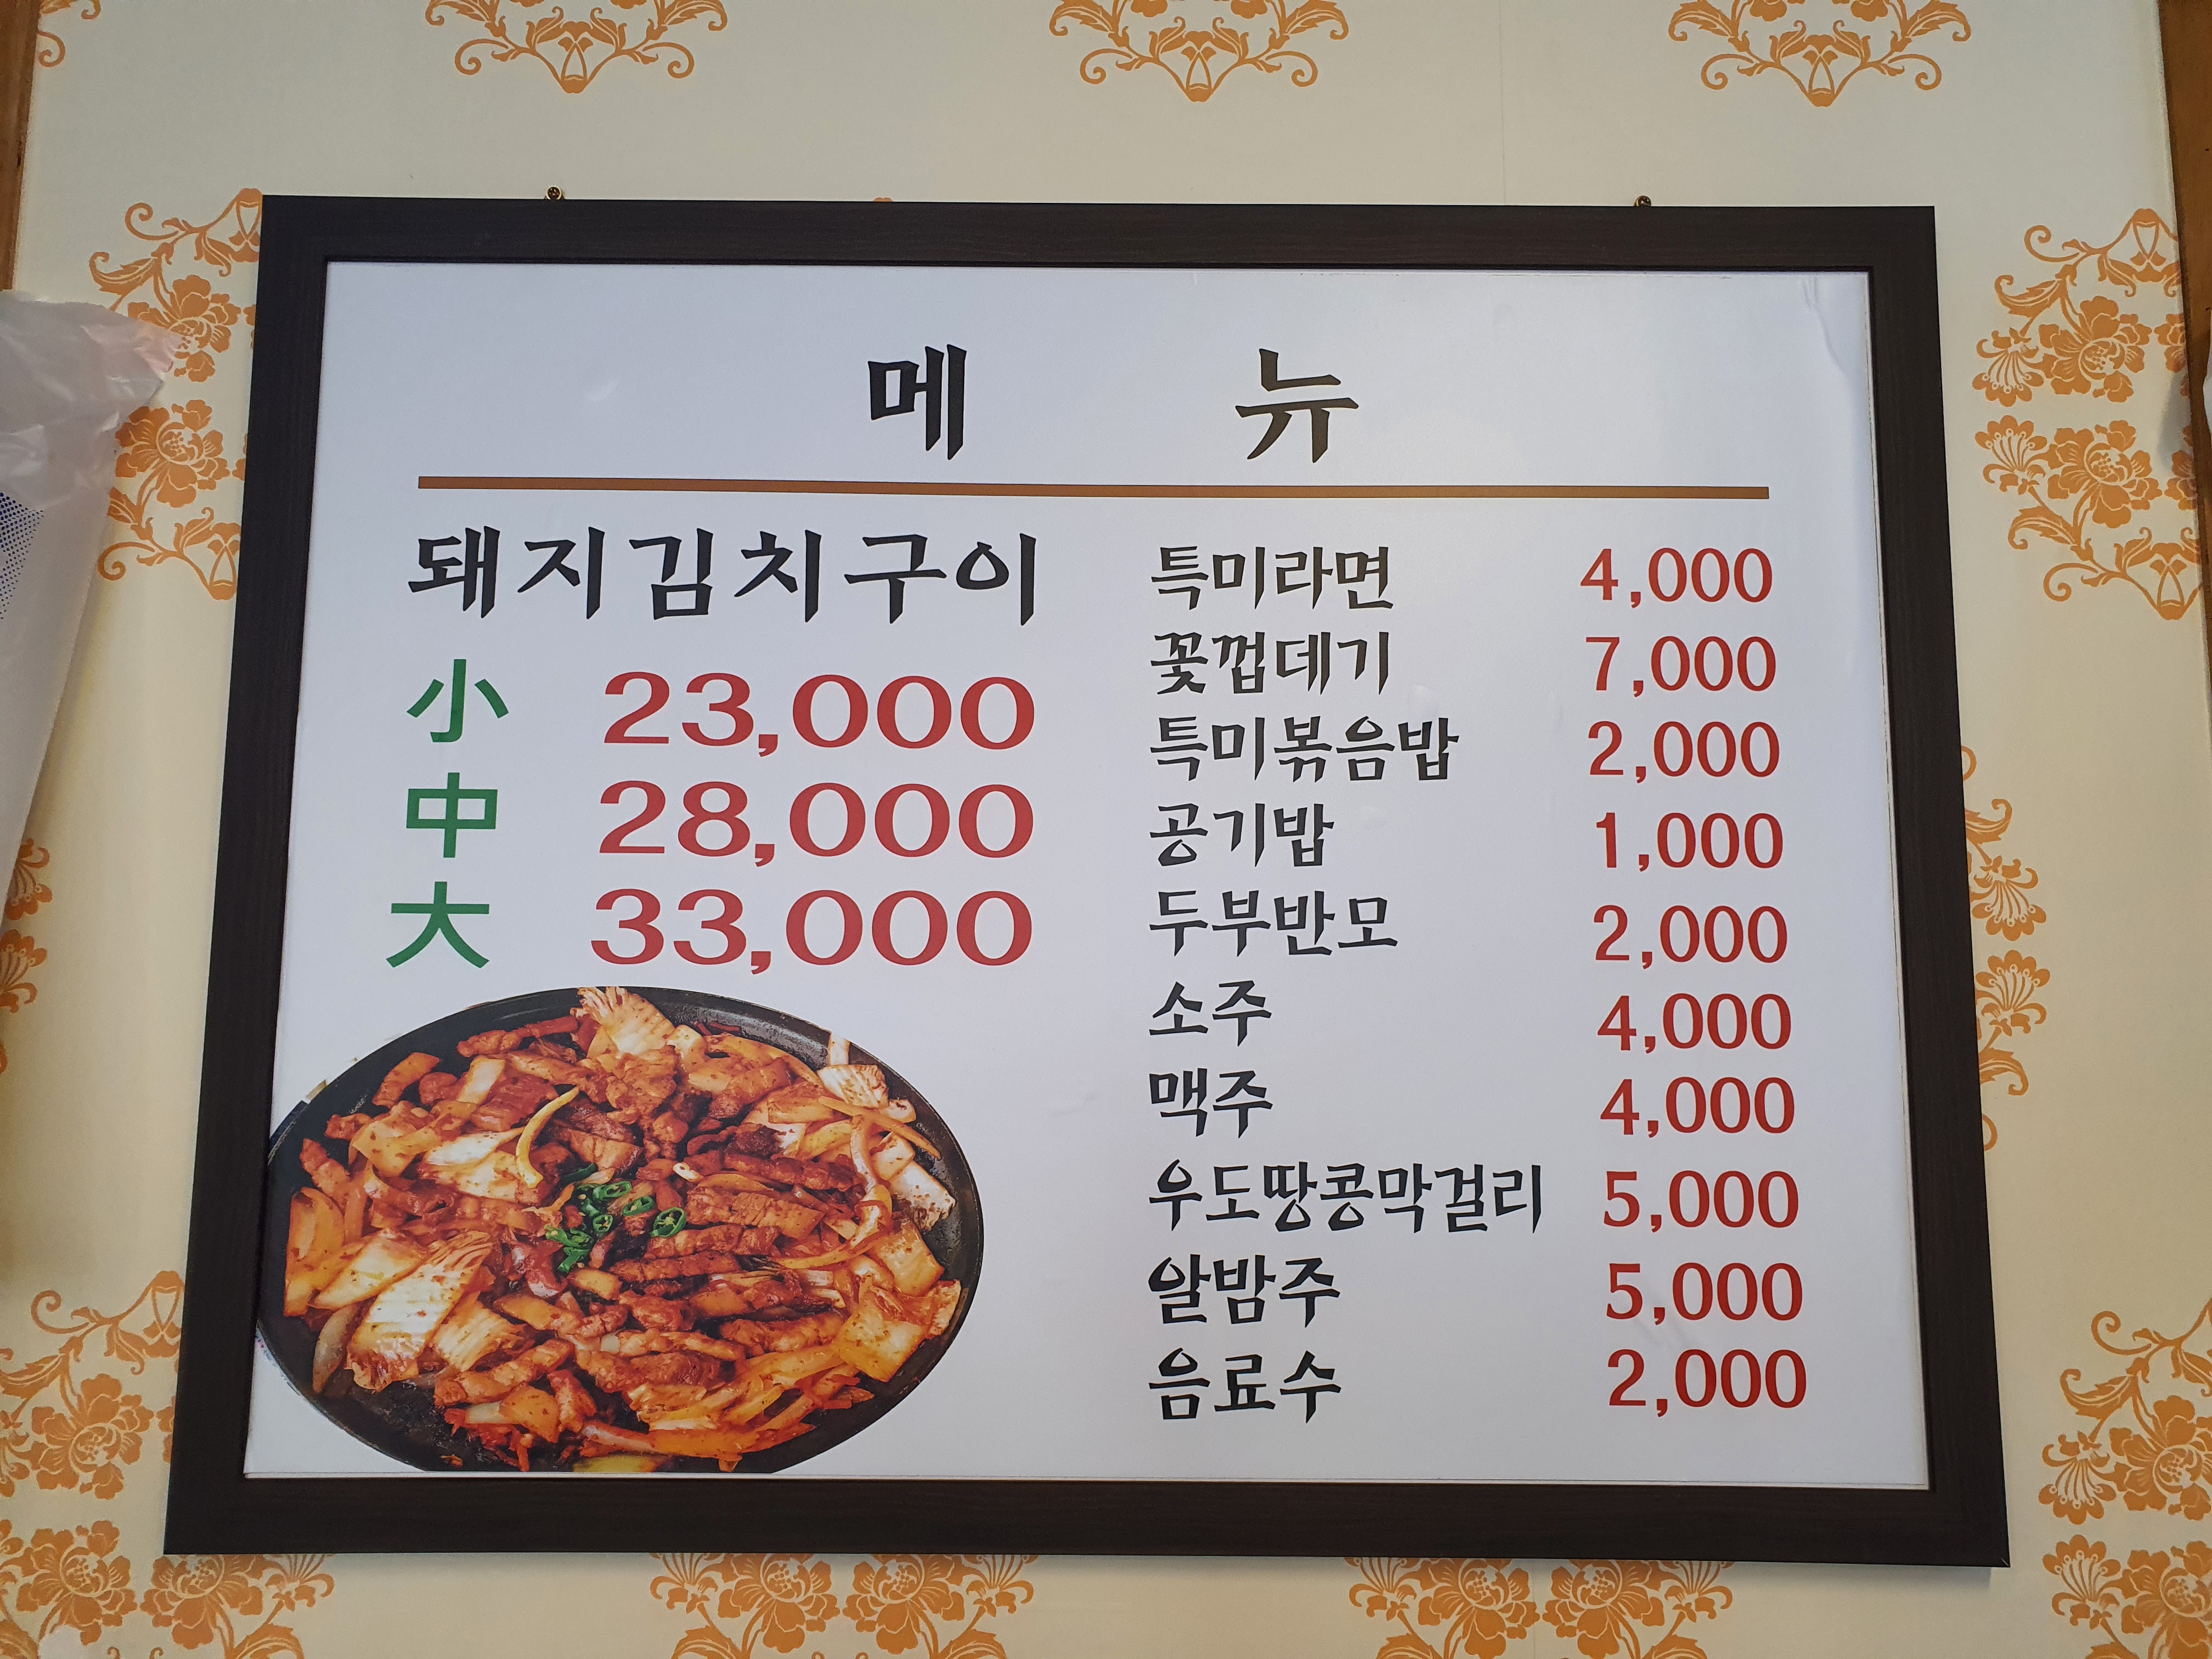 메 뉴
돼지김치구이
小 23,000
中 28,000
大 33,000
특미라면 4,000
꽃껍데기 7,000
특미볶음밥 2,000
공기밥 1,000
두부반모 2,000
소주 4,000
맥주 4,000
우도땅콩막걸리 5,000
알밤주 5,000
음료수 2,000